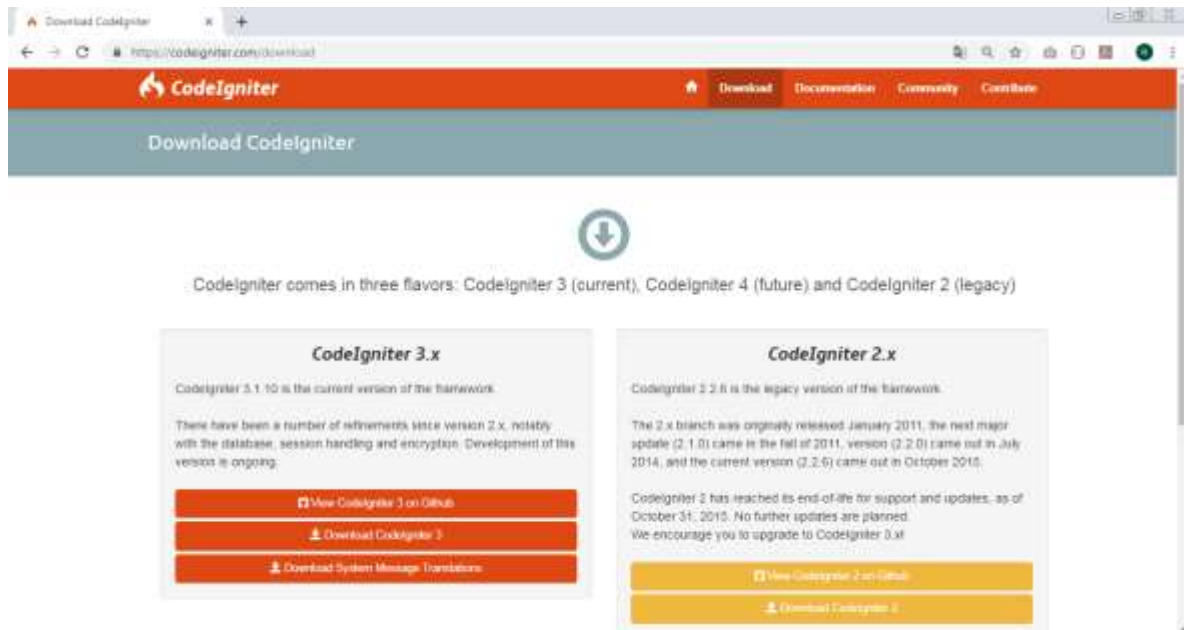 Download CodeIgniter
https://codeigniter.com/download
CodeIgniter
Download Documentation Community Contribute
Download CodeIgniter
CodeIgniter comes in three flavors: CodeIgniter 3 (current), CodeIgniter 4 (future) and CodeIgniter 2 (legacy)
CodeIgniter 3.x
CodeIgniter 3.1.10 is the current version of the framework.
There have been a number of refinements since version 2.x, notably
with the database, session handling and encryption. Development of this
version is ongoing.
View CodeIgniter 3 on Github
Download CodeIgniter 3
Download System Message Translations
CodeIgniter 2.x
CodeIgniter 2.2.6 is the legacy version of the framework.
The 2.x branch was originally released January 2011, the next major
update (2.1.0) came in the fall of 2011, version (2.2.0) came out in July
2014, and the current version (2.2.6) came out in October 2015.
CodeIgniter 2 has reached its end-of-life for support and updates, as of
October 31, 2015. No further updates are planned.
We encourage you to upgrade to CodeIgniter 3.x!
View CodeIgniter 2 on Github
Download CodeIgniter 2